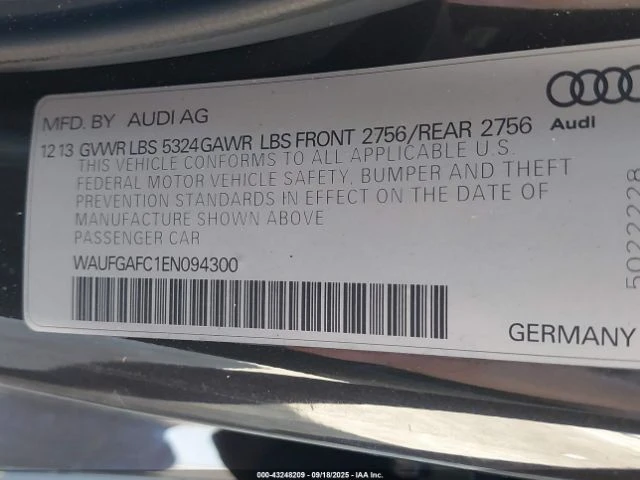 MFD. BY AUDI AG
Audi
12 13 GVWR LBS 5324 GAWR LBS FRONT 2756/REAR 2756
THIS VEHICLE CONFORMS TO ALL APPLICABLE U.S.
FEDERAL MOTOR VEHICLE SAFETY, BUMPER AND THEFT
PREVENTION STANDARDS IN EFFECT ON THE DATE OF
MANUFACTURE SHOWN ABOVE
PASSENGER CAR
WAUFGAFC1EN094300
GERMANY
50222228
000-43248209 - 09/18/2025 - IAA Inc.